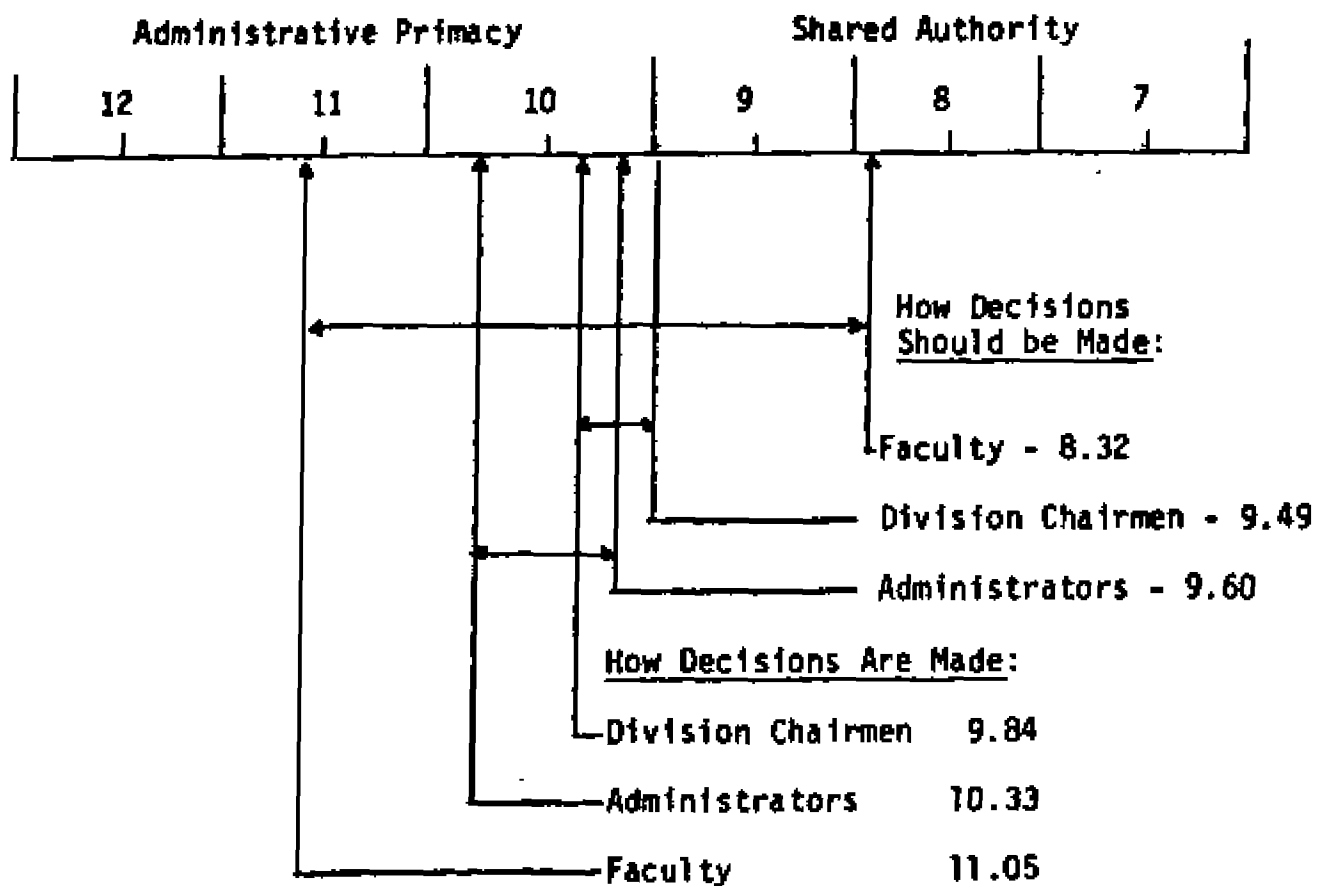 Administrative Primacy Shared Authority
12 11 10 9 8 7
How Decisions
Should be Made:
Faculty - 8.32
Division Chairmen - 9.49
Administrators - 9.60
How Decisions Are Made:
Division Chairmen 9.84
Administrators 10.33
Faculty 11.05